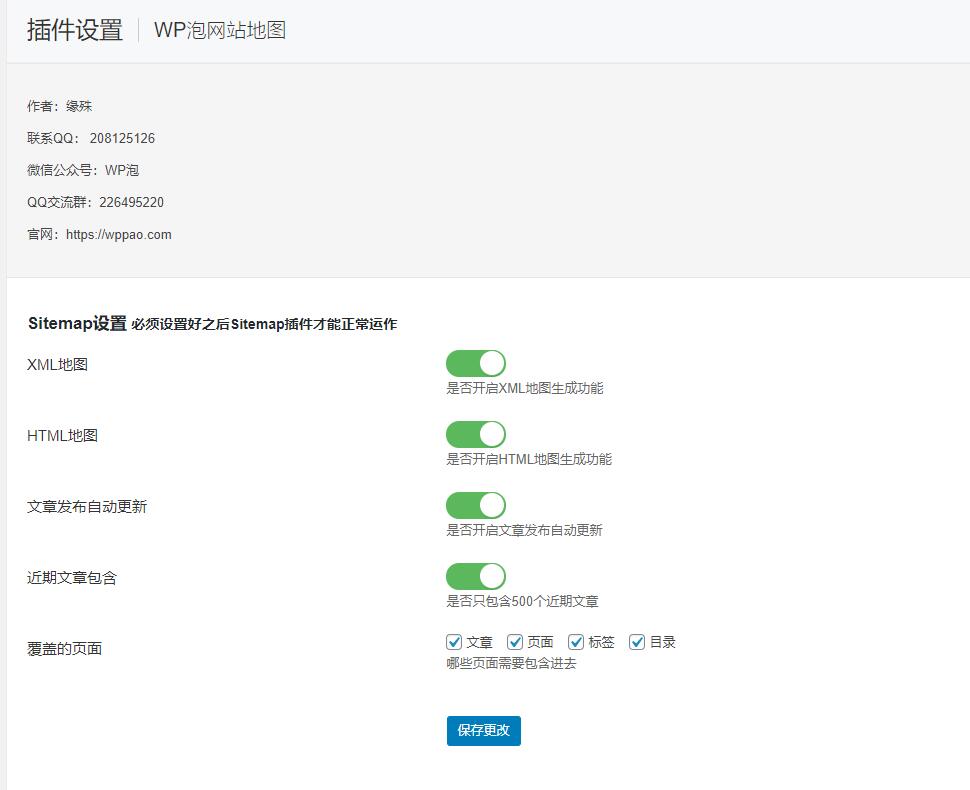 插件设置 WP泡网站地图
作者：缘殊
联系QQ： 208125126
微信公众号：WP泡
QQ交流群：226495220
官网：https://wppao.com
Sitemap设置 必须设置好之后Sitemap插件才能正常运作
XML地图
是否开启XML地图生成功能
HTML地图
是否开启HTML地图生成功能
文章发布自动更新
是否开启文章发布自动更新
近期文章包含
是否只包含500个近期文章
覆盖的页面
文章 页面 标签 目录
哪些页面需要包含进去
保存更改